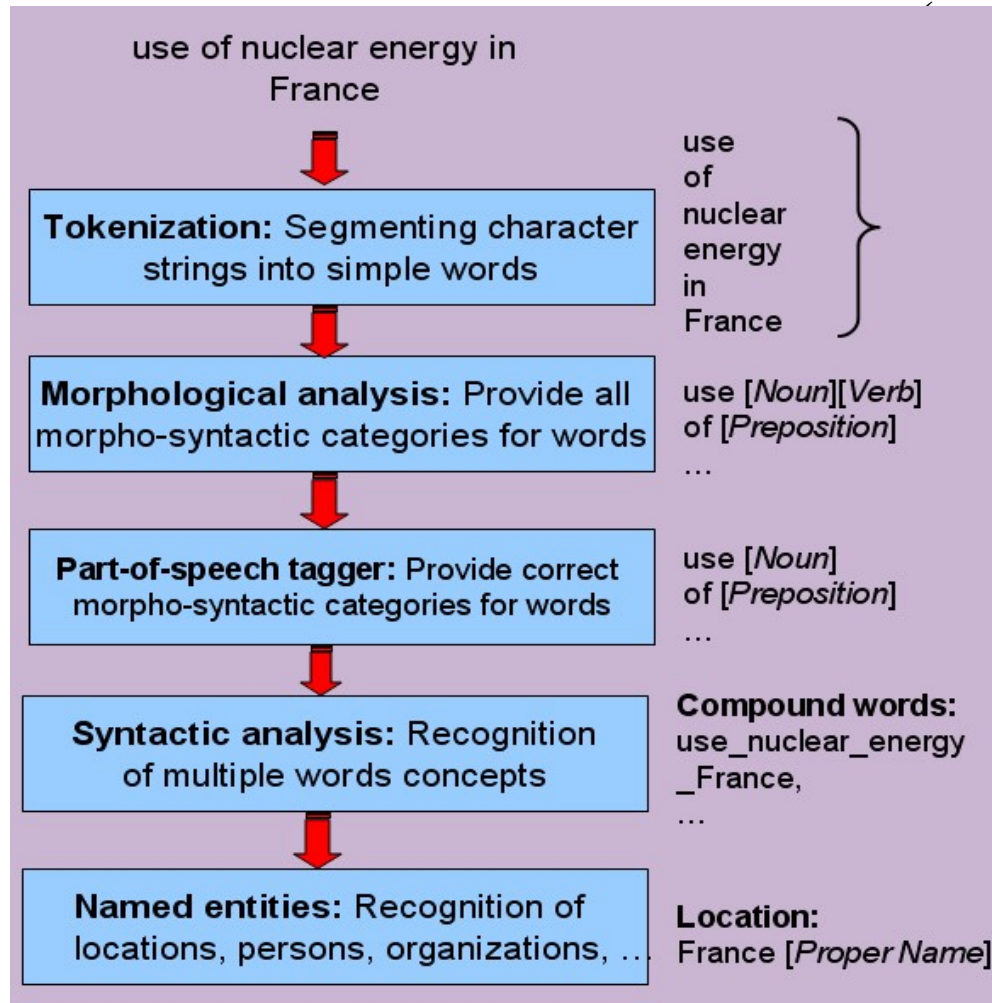 use of nuclear energy in
France
Tokenization: Segmenting character
strings into simple words
use
of
nuclear
energy
in
France
Morphological analysis: Provide all
morpho-syntactic categories for words
use [Noun][Verb]
of [Preposition]
…
Part-of-speech tagger: Provide correct
morpho-syntactic categories for words
use [Noun]
of [Preposition]
…
Syntactic analysis: Recognition
of multiple words concepts
Compound words:
use_nuclear_energy
_France,
…
Named entities: Recognition of
locations, persons, organizations, …
Location:
France [Proper Name]